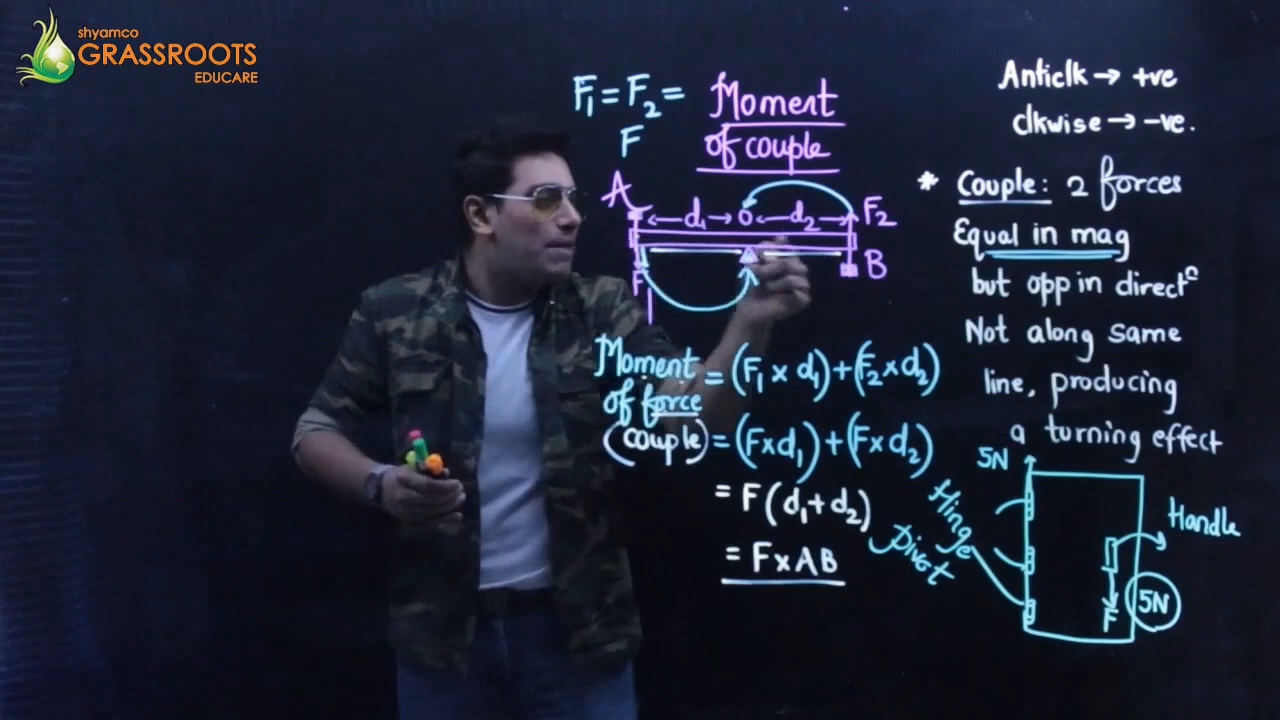 shyamco
GRASSROOTS
EDUCARE
F₁ = F₂ =
F
Moment
of couple
A
← d₁ → O ← d₂ →
F₂
B
F
Moment
of force = (F₁ × d₁) + (F₂ × d₂)
(couple) = (F×d₁) + (F×d₂)
= F(d₁+d₂)
= F×AB
Anticlk → +ve
clkwise → -ve.
* Couple: 2 forces
Equal in mag
but opp in directⁿ
Not along same
line, producing
a turning effect
5N
Hinge
Pivot
Handle
F
5N